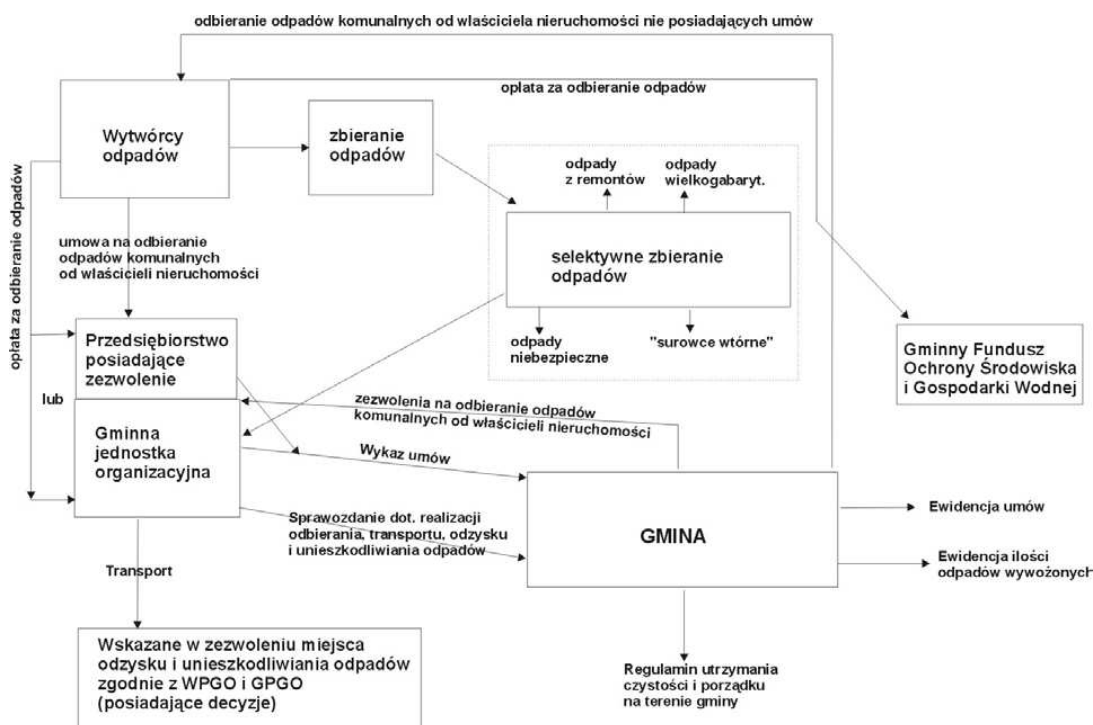 odbieranie odpadów komunalnych od właściciela nieruchomości nie posiadających umów
opłata za odbieranie odpadów
Wytwórcy
odpadów
zbieranie
odpadów
odpady
z remontów
odpady
wielkogabaryt.
selektywne zbieranie
odpadów
odpady
niebezpieczne
"surowce wtórne"
opłata za odbieranie odpadów
umowa na odbieranie
odpadów komunalnych
od właścicieli nieruchomości
Przedsiębiorstwo
posiadające
zezwolenie
lub
Gminna
jednostka
organizacyjna
Gminny Fundusz
Ochrony Środowiska
i Gospodarki Wodnej
zezwolenia na odbieranie odpadów
komunalnych od właścicieli nieruchomości
Wykaz umów
Sprawozdanie dot. realizacji
odbierania, transportu, odzysku
i unieszkodliwiania odpadów
GMINA
Ewidencja umów
Ewidencja ilości
odpadów wywożonych
Transport
Wskazane w zezwoleniu miejsca
odzysku i unieszkodliwiania odpadów
zgodnie z WPGO i GPGO
(posiadające decyzje)
Regulamin utrzymania
czystości i porządku
na terenie gminy